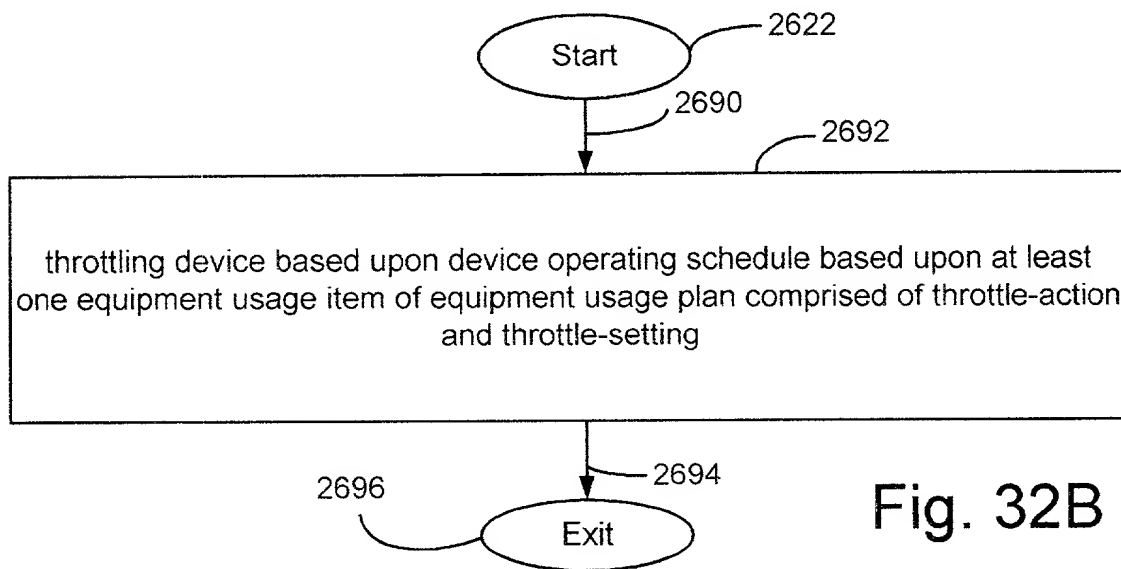 2622
Start
2690
2692
throttling device based upon device operating schedule based upon at least
one equipment usage item of equipment usage plan comprised of throttle-action
and throttle-setting
2694
2696
Exit
Fig. 32B